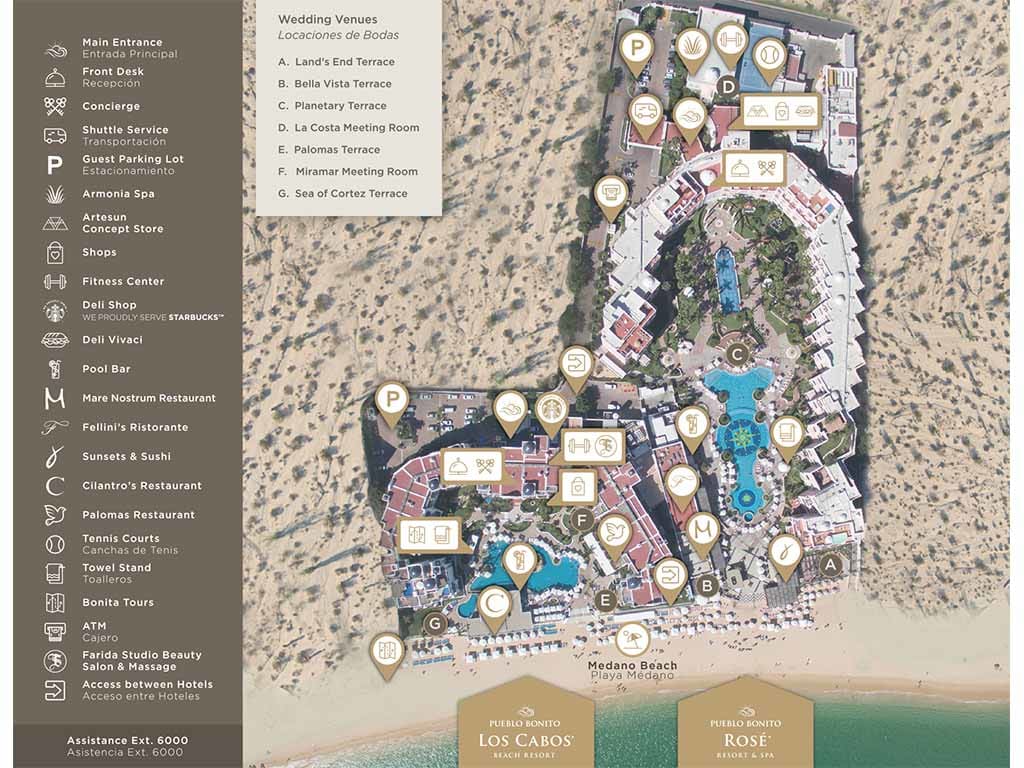 Main Entrance
Entrada Principal
Front Desk
Recepción
Concierge
Shuttle Service
Transportación
Guest Parking Lot
Estacionamiento
Armonia Spa
Artesun
Concept Store
Shops
Fitness Center
Deli Shop
WE PROUDLY SERVE STARBUCKS™
Deli Vivaci
Pool Bar
Mare Nostrum Restaurant
Fellini's Ristorante
Sunsets & Sushi
Cilantro's Restaurant
Palomas Restaurant
Tennis Courts
Canchas de Tenis
Towel Stand
Toalleros
Bonita Tours
ATM
Cajero
Farida Studio Beauty
Salon & Massage
Access between Hotels
Acceso entre Hoteles
Assistance Ext. 6000
Asistencia Ext. 6000
Wedding Venues
Locaciones de Bodas
A. Land's End Terrace
B. Bella Vista Terrace
C. Planetary Terrace
D. La Costa Meeting Room
E. Palomas Terrace
F. Miramar Meeting Room
G. Sea of Cortez Terrace
P
D
C
P
F
M
A
B
E
C
G
Medano Beach
Playa Médano
PUEBLO BONITO
LOS CABOS
BEACH RESORT
PUEBLO BONITO
ROSÉ
RESORT & SPA